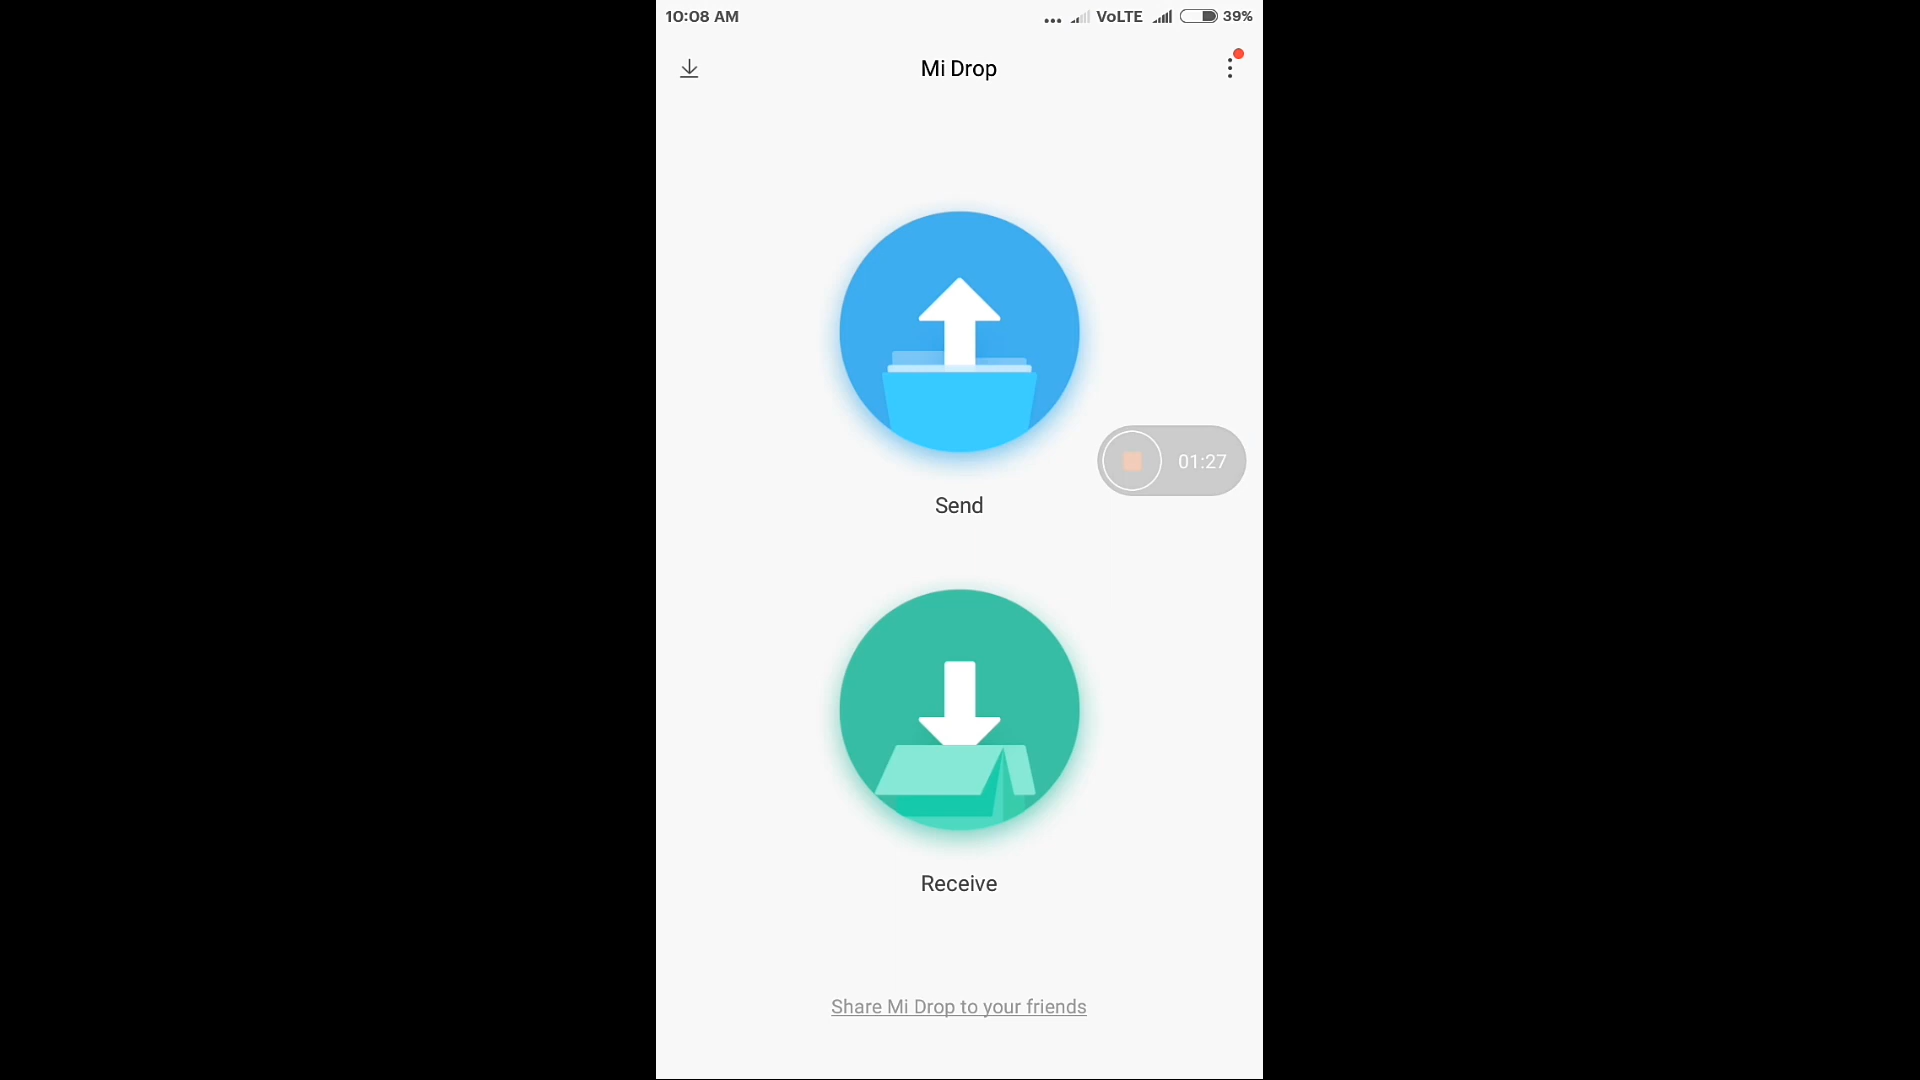 10:08 AM
... VoLTE 39%
Mi Drop
Send
01:27
Receive
Share Mi Drop to your friends